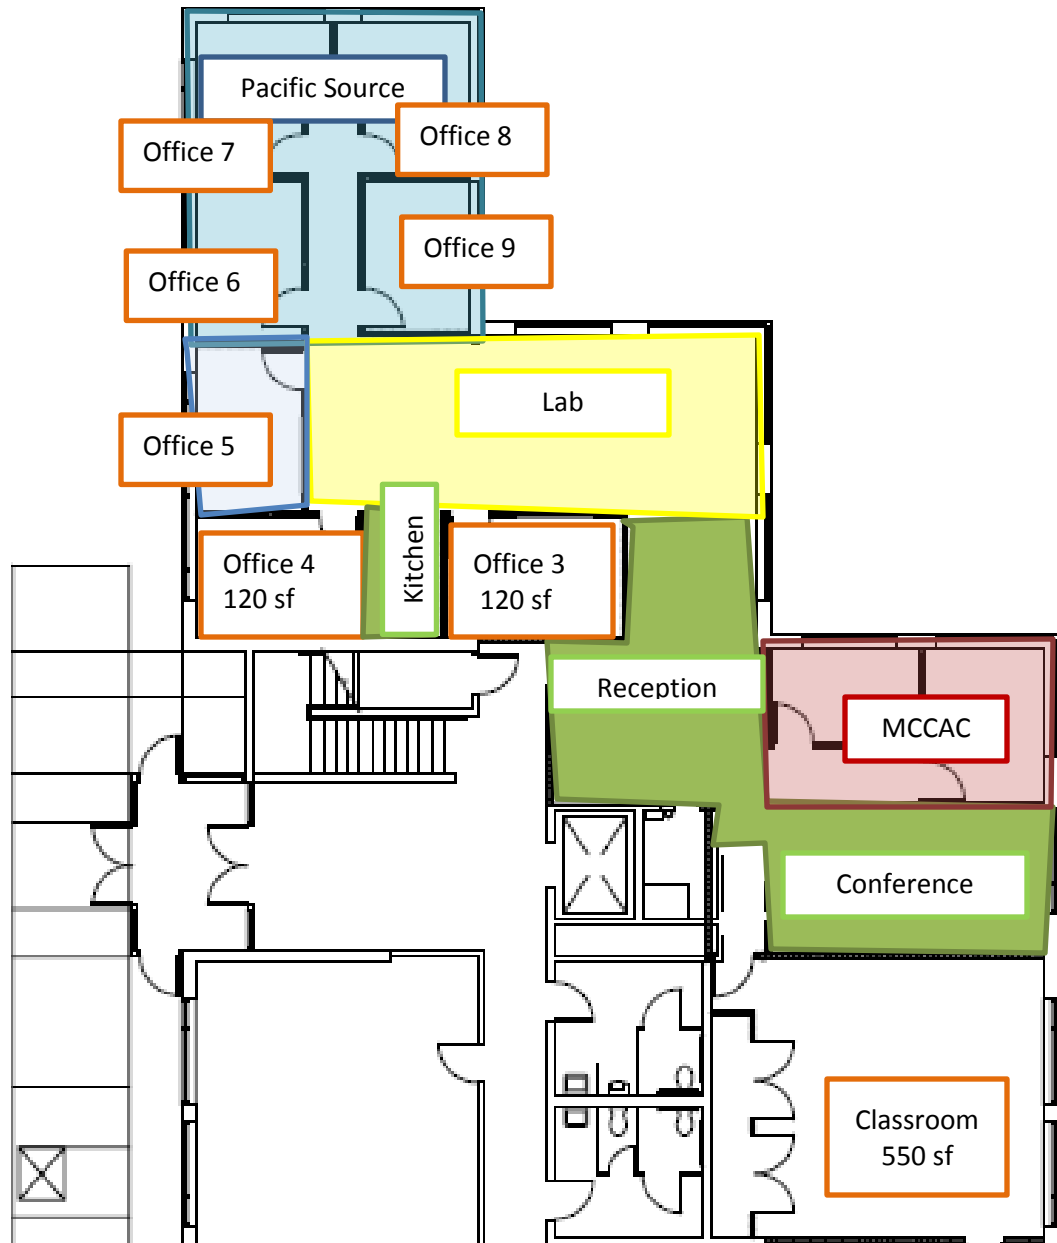 Pacific Source
Office 7
Office 8
Office 6
Office 9
Lab
Office 5
Office 4
120 sf
Kitchen
Office 3
120 sf
Reception
MCCAC
Conference
Classroom
550 sf